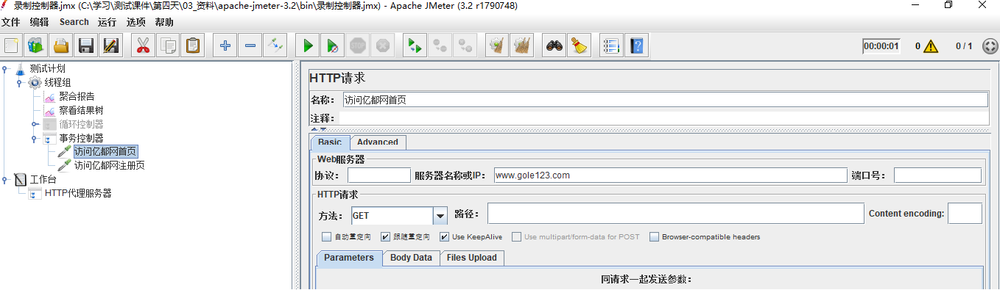 录制控制器.jmx (C:\学习\测试课件\第四天\03_资料\apache-jmeter-3.2\bin\录制控制器.jmx) - Apache JMeter (3.2 r1790748)
文件 编辑 Search 运行 选项 帮助
STOP 00:00:01 0 0 / 1
测试计划
线程组
聚合报告
察看结果树
循环控制器
事务控制器
访问亿都网首页
访问亿都网注册页
工作台
HTTP代理服务器
HTTP请求
名称: 访问亿都网首页
注释:
Basic Advanced
Web服务器
协议: 服务器名称或IP: www.gole123.com 端口号:
HTTP请求
方法: GET 路径: Content encoding:
自动重定向 跟随重定向 Use KeepAlive Use multipart/form-data for POST Browser-compatible headers
Parameters Body Data Files Upload
同请求一起发送参数: